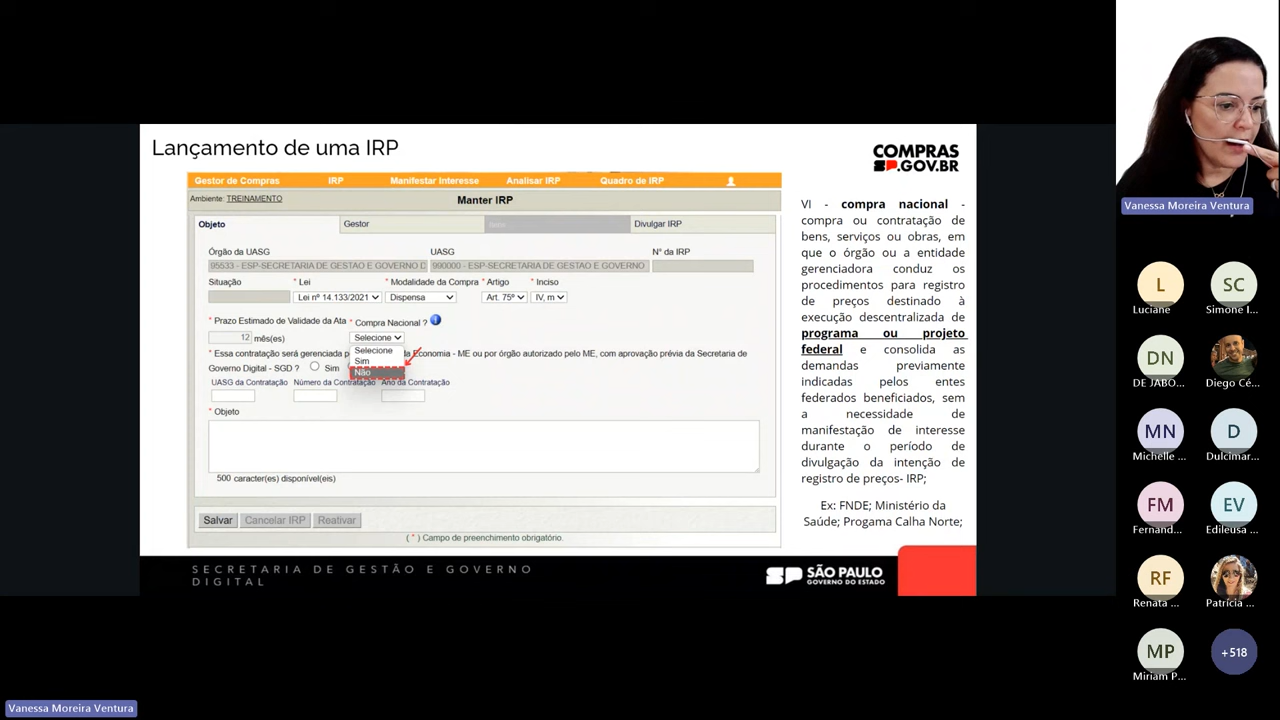 Lançamento de uma IRP
COMPRAS
SP.GOV.BR
Gestor de Compras IRP Manifestar Interesse Analisar IRP Quadro de IRP
Ambiente: TREINAMENTO
Manter IRP
Objeto Gestor Divulgar IRP
Órgão da UASG UASG N° da IRP
95533 - ESP-SECRETARIA DE GESTAO E GOVERNO D 990000 - ESP-SECRETARIA DE GESTAO E GOVERNO
Situação * Lei * Modalidade da Compra * Artigo * Inciso
Lei nº 14.133/2021 Dispensa Art. 75º IV, m
* Prazo Estimado de Validade da Ata * Compra Nacional ?
12 mês(es) Selecione
Selecione
Sim
Não
* Essa contratação será gerenciada da Economia - ME ou por órgão autorizado pelo ME, com aprovação prévia da Secretaria de
Governo Digital - SGD ? Sim
UASG da Contratação Número da Contratação Ano da Contratação
* Objeto
500 caracter(es) disponível(eis)
Salvar Cancelar IRP Reativar
( * ) Campo de preenchimento obrigatório.
VI - compra nacional -
compra ou contratação de
bens, serviços ou obras, em
que o órgão ou a entidade
gerenciadora conduz os
procedimentos para registro
de preços destinado à
execução descentralizada de
programa ou projeto
federal e consolida as
demandas previamente
indicadas pelos entes
federados beneficiados, sem
a necessidade de
manifestação de interesse
durante o período de
divulgação da intenção de
registro de preços- IRP;
Ex: FNDE; Ministério da
Saúde; Progama Calha Norte;
SECRETARIA DE GESTÃO E GOVERNO
DIGITAL
SP SÃO PAULO
GOVERNO DO ESTADO
Vanessa Moreira Ventura
L SC
Luciane Simone I...
DN
DE JABO... Diego Cé...
MN D
Michelle ... Dulcimar...
FM EV
Fernand... Edileusa ...
RF
Renata ... Patrícia ...
MP +518
Miriam P...
Vanessa Moreira Ventura